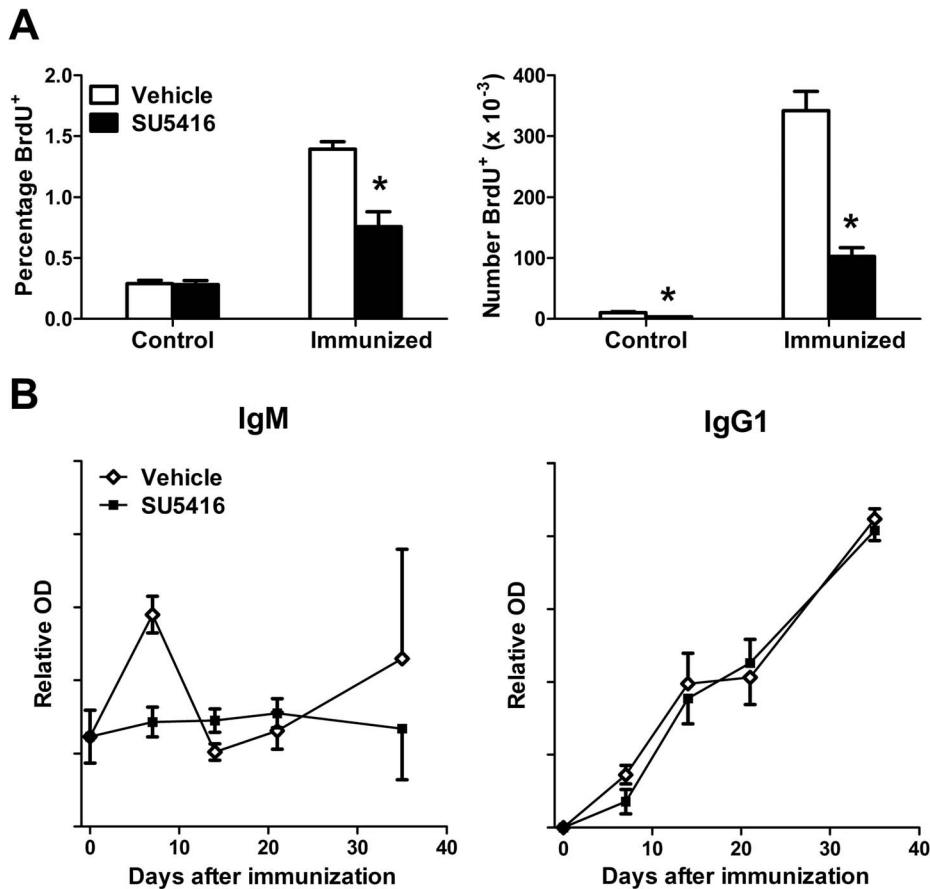 A
Percentage BrdU+
2.0
1.5
1.0
0.5
0.0
Vehicle
SU5416
*
Control
Immunized
Number BrdU+ (x 10-3)
400
300
200
100
0
*
*
Control
Immunized
B
IgM
Relative OD
Vehicle
SU5416
0
10
20
30
40
Days after immunization
IgG1
Relative OD
0
10
20
30
40
Days after immunization